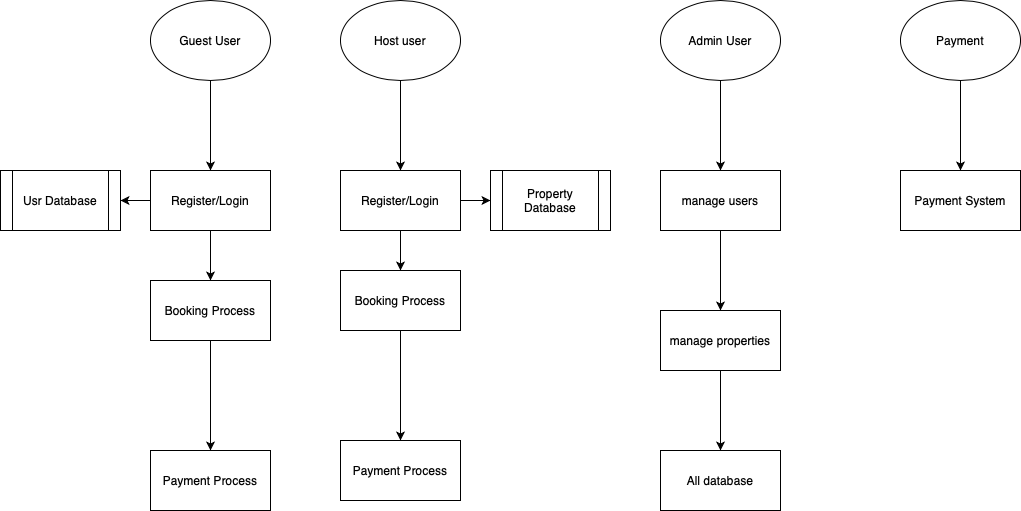 Guest User
Host user
Admin User
Payment
Usr Database
Register/Login
Register/Login
Property
Database
manage users
Payment System
Booking Process
Booking Process
manage properties
Payment Process
Payment Process
All database